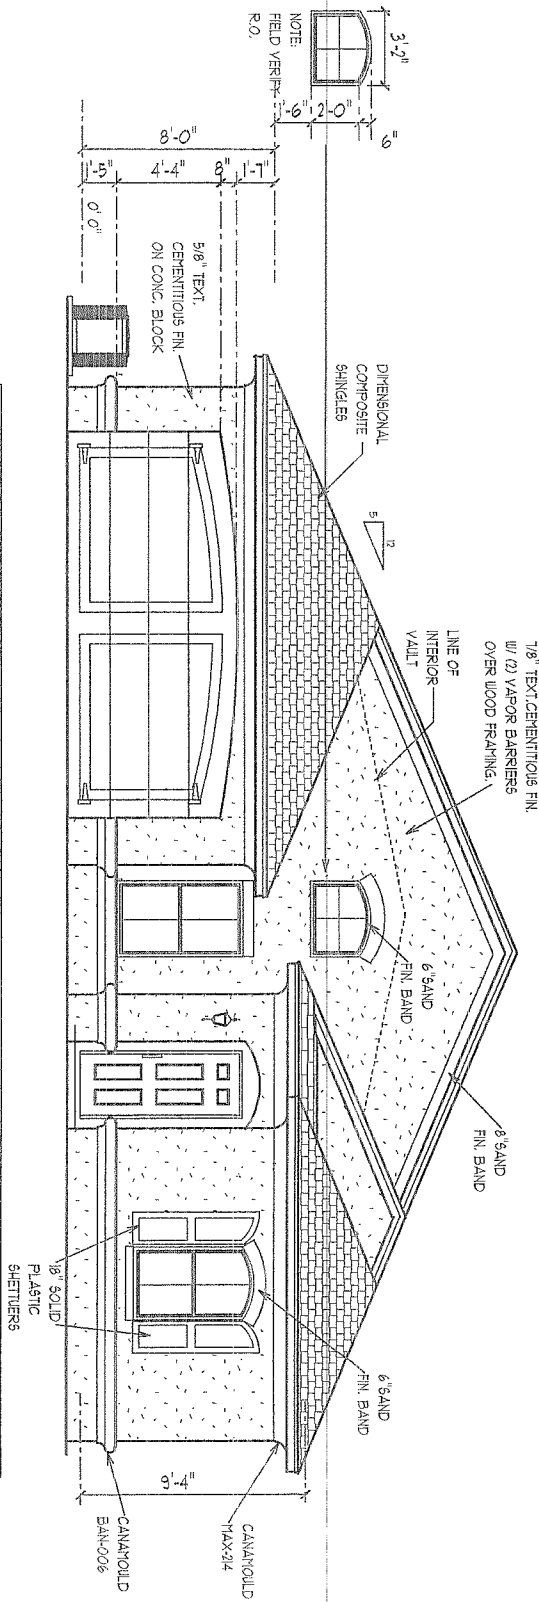 3'-2"
NOTE:
FIELD VERIFY
R.O.
6"
2'-0"
1'-6"
8'-0"
1'-7"
8"
4'-4"
1'-5"
0' 0"
5/8" TEXT.
CEMENTITIOUS FIN.
ON CONC. BLOCK
DIMENSIONAL
COMPOSITE
SHINGLES
5
12
LINE OF
INTERIOR
VAULT
7/8" TEXT.CEMENTITIOUS FIN.
W/ (2) VAPOR BARRIERS
OVER WOOD FRAMING.
6"SAND
FIN. BAND
8"SAND
FIN. BAND
18" SOLID
PLASTIC
SHETTUERS
6"SAND
FIN. BAND
9'-4"
CANAMOULD
MAX-214
CANAMOULD
BAN-006